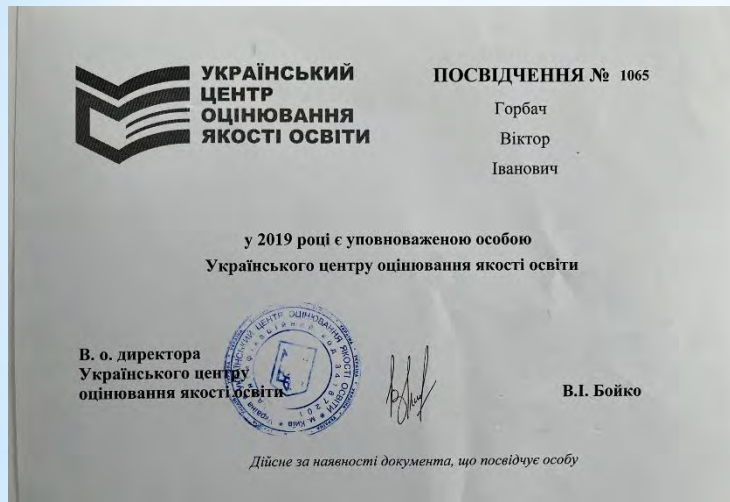 УКРАЇНСЬКИЙ
ЦЕНТР
ОЦІНЮВАННЯ
ЯКОСТІ ОСВІТИ
ПОСВІДЧЕННЯ № 1065
Горбач
Віктор
Іванович
у 2019 році є уповноваженою особою
Українського центру оцінювання якості освіти
В. о. директора
Українського центру
оцінювання якості освіти
В.І. Бойко
Дійсне за наявності документа, що посвідчує особу